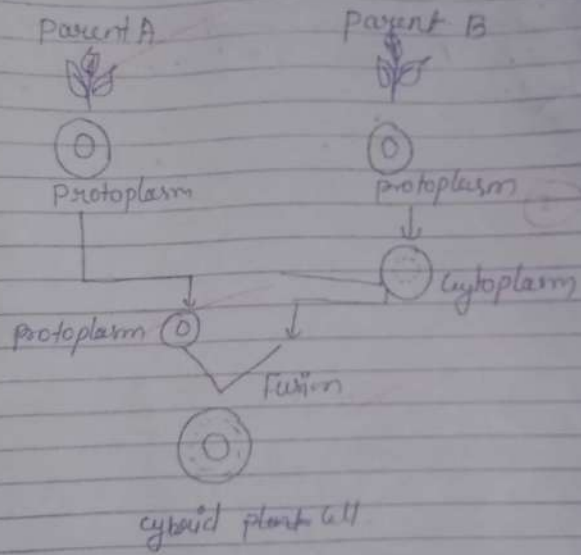 Parent A
Parent B
Protoplasm
protoplasm
Cytoplasm
Protoplasm
Fusion
cybrid plant cell